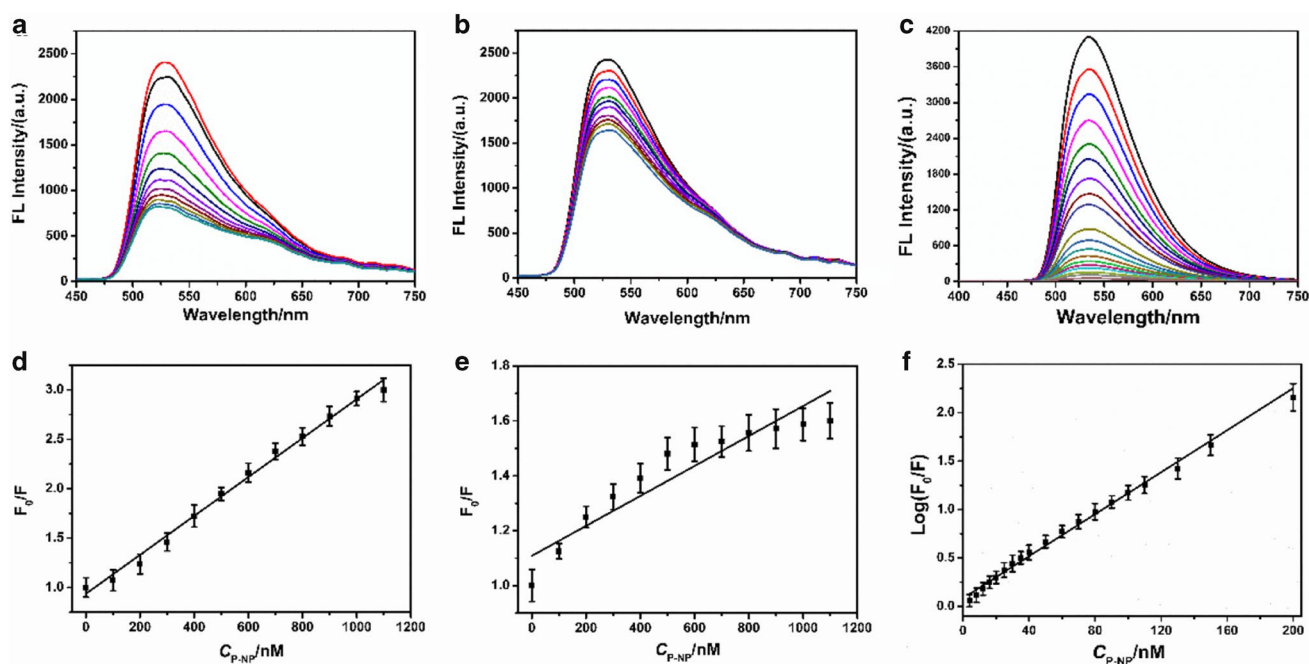 a
2500
2000
1500
1000
500
0
FL Intensity/(a.u.)
450 500 550 600 650 700 750
Wavelength/nm
b
2500
2000
1500
1000
500
0
FL Intensity/(a.u.)
450 500 550 600 650 700 750
Wavelength/nm
c
4200
3600
3000
2400
1800
1200
600
0
FL Intensity/(a.u.)
400 450 500 550 600 650 700 750
Wavelength/nm
d
3.0
2.5
2.0
1.5
1.0
0.5
F0/F
0 200 400 600 800 1000 1200
CP-NP/nM
e
1.8
1.6
1.4
1.2
1.0
F0/F
0 200 400 600 800 1000 1200 1400
CP-NP/nM
f
2.5
2.0
1.5
1.0
0.5
0.0
Log(F0/F)
0 40 80 120 160 200
CP-NP/nM